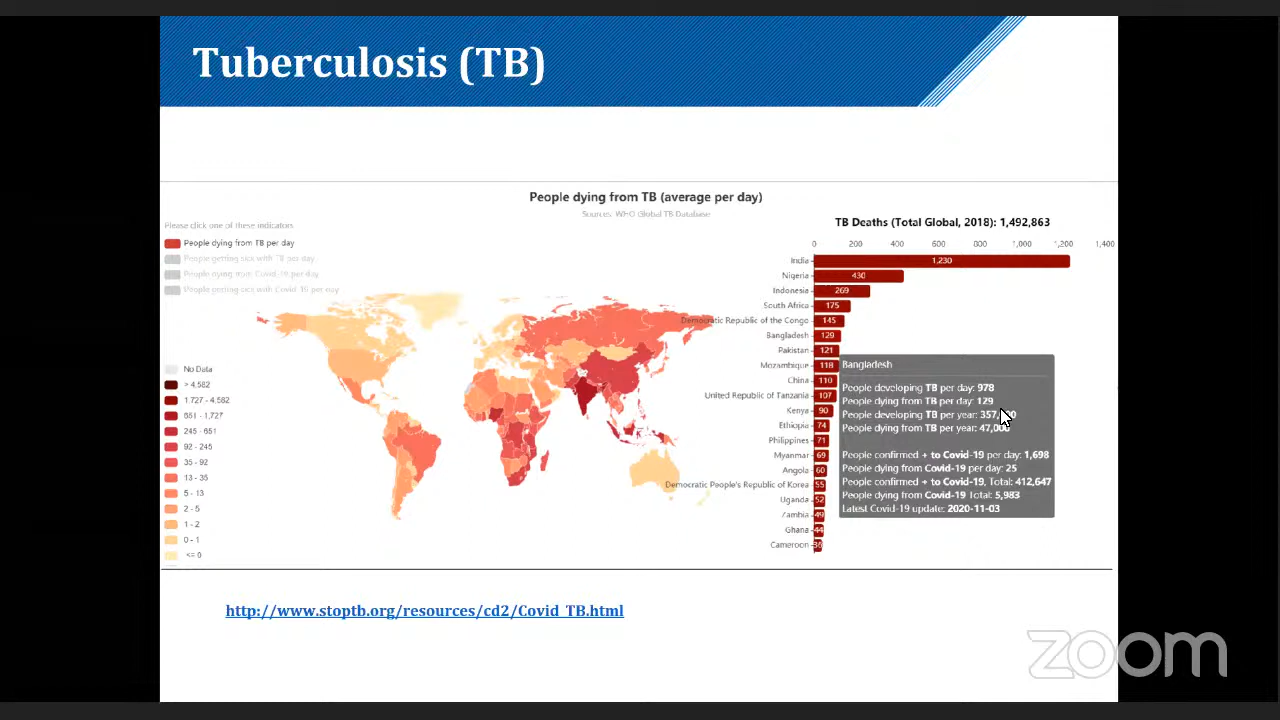 Tuberculosis (TB)
People dying from TB (average per day)
Sources: WHO Global TB Database
Please click one of these indicators
People dying from TB per day
People getting sick with TB per day
People dying from Covid-19 per day
People getting sick with Covid-19 per day
No Data
> 4,582
1,727 - 4,582
651 - 1,727
245 - 651
92 - 245
35 - 92
13 - 35
5 - 13
2 - 5
1 - 2
0 - 1
<= 0
TB Deaths (Total Global, 2018): 1,492,863
0 200 400 600 800 1,000 1,200 1,400
India 1,230
Nigeria 430
Indonesia 269
South Africa 175
Democratic Republic of the Congo 145
Bangladesh 129
Pakistan 121
Mozambique 118
China 110
United Republic of Tanzania 107
Kenya 90
Ethiopia 74
Philippines 71
Myanmar 69
Angola 60
Democratic People's Republic of Korea 55
Uganda 52
Zambia 49
Ghana 44
Cameroon
Bangladesh
People developing TB per day: 978
People dying from TB per day: 129
People developing TB per year:
People dying from TB per year: 47,000
People confirmed + to Covid-19 per day: 1,698
People dying from Covid-19 per day: 25
People confirmed + to Covid-19, Total: 412,647
People dying from Covid-19 Total: 5,983
Latest Covid-19 update: 2020-11-03
http://www.stoptb.org/resources/cd2/Covid_TB.html
zoom